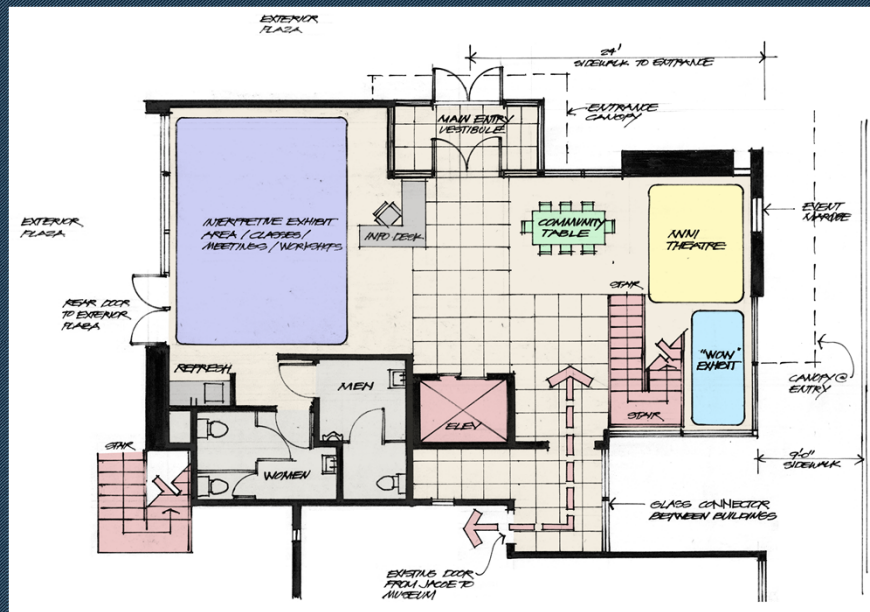 EXTERIOR
PLAZA
24'
SIDEWALK TO ENTRANCE
MAIN ENTRY
VESTIBULE
ENTRANCE
CANOPY
EXTERIOR
PLAZA
INTERPRETIVE EXHIBIT
AREA / CLASSES /
MEETINGS / WORKSHOPS
INFO DESK
COMMUNITY
TABLE
MINI
THEATRE
EVENT
MARQUEE
REAR DOOR
TO EXTERIOR
PLAZA
STAIR
"WOW"
EXHIBIT
REFRESH
MEN
ELEV
STAIR
CANOPY @
ENTRY
STAIR
WOMEN
9'-0"
SIDEWALK
GLASS CONNECTOR
BETWEEN BUILDINGS
EXISTING DOOR
FROM
TO
MUSEUM